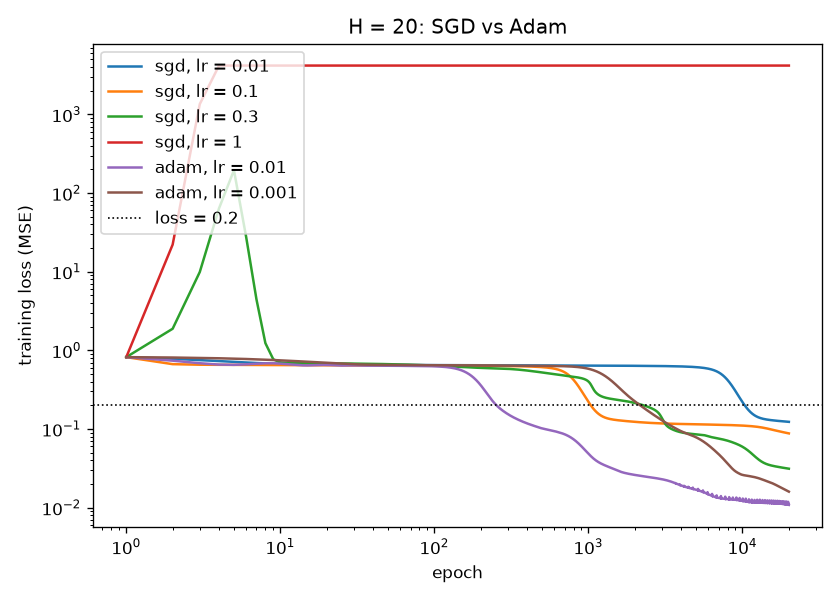 H = 20: SGD vs Adam
sgd, lr = 0.01
sgd, lr = 0.1
sgd, lr = 0.3
sgd, lr = 1
adam, lr = 0.01
adam, lr = 0.001
loss = 0.2
training loss (MSE)
10³
10²
10¹
10⁰
10⁻¹
10⁻²
10⁰ 10¹ 10² 10³ 10⁴
epoch